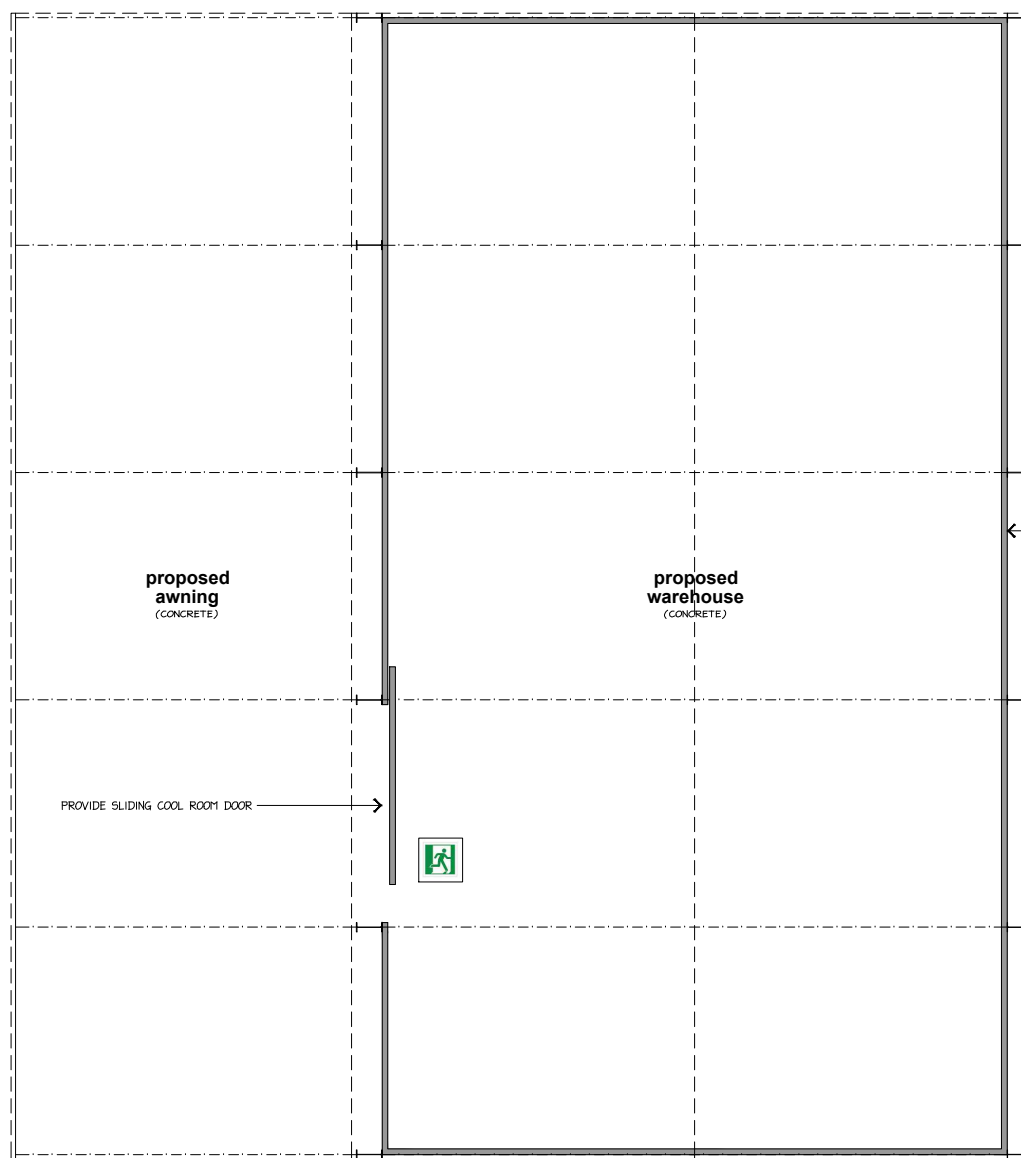 proposed
awning
(CONCRETE)
proposed
warehouse
(CONCRETE)
PROVIDE SLIDING COOL ROOM DOOR